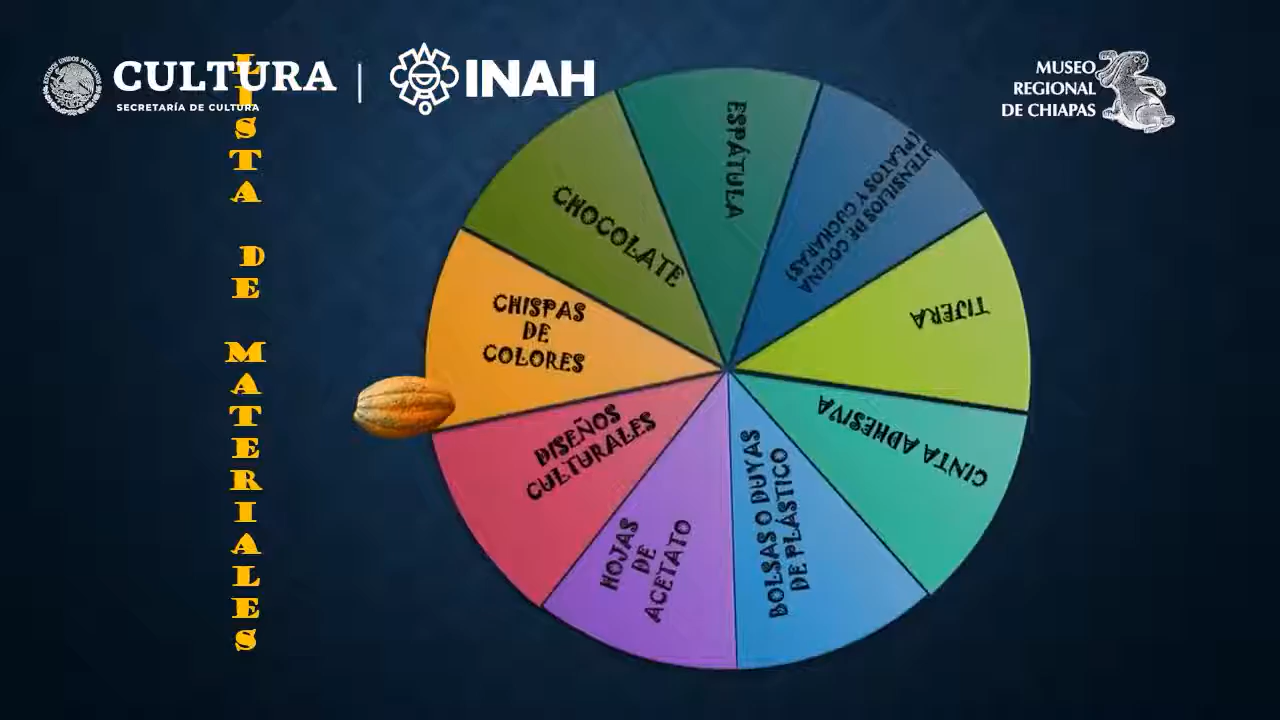 CULTURA
SECRETARÍA DE CULTURA
INAH
MUSEO
REGIONAL
DE CHIAPAS
LISTA DE MATERIALES
ESPÁTULA
UTENSILIOS DE COCINA
(PLATOS Y CUCHARAS)
TIJERA
CINTA ADHESIVA
BOLSAS O DUYAS
DE PLÁSTICO
HOJAS
DE
ACETATO
DISEÑOS
CULTURALES
CHISPAS
DE
COLORES
CHOCOLATE